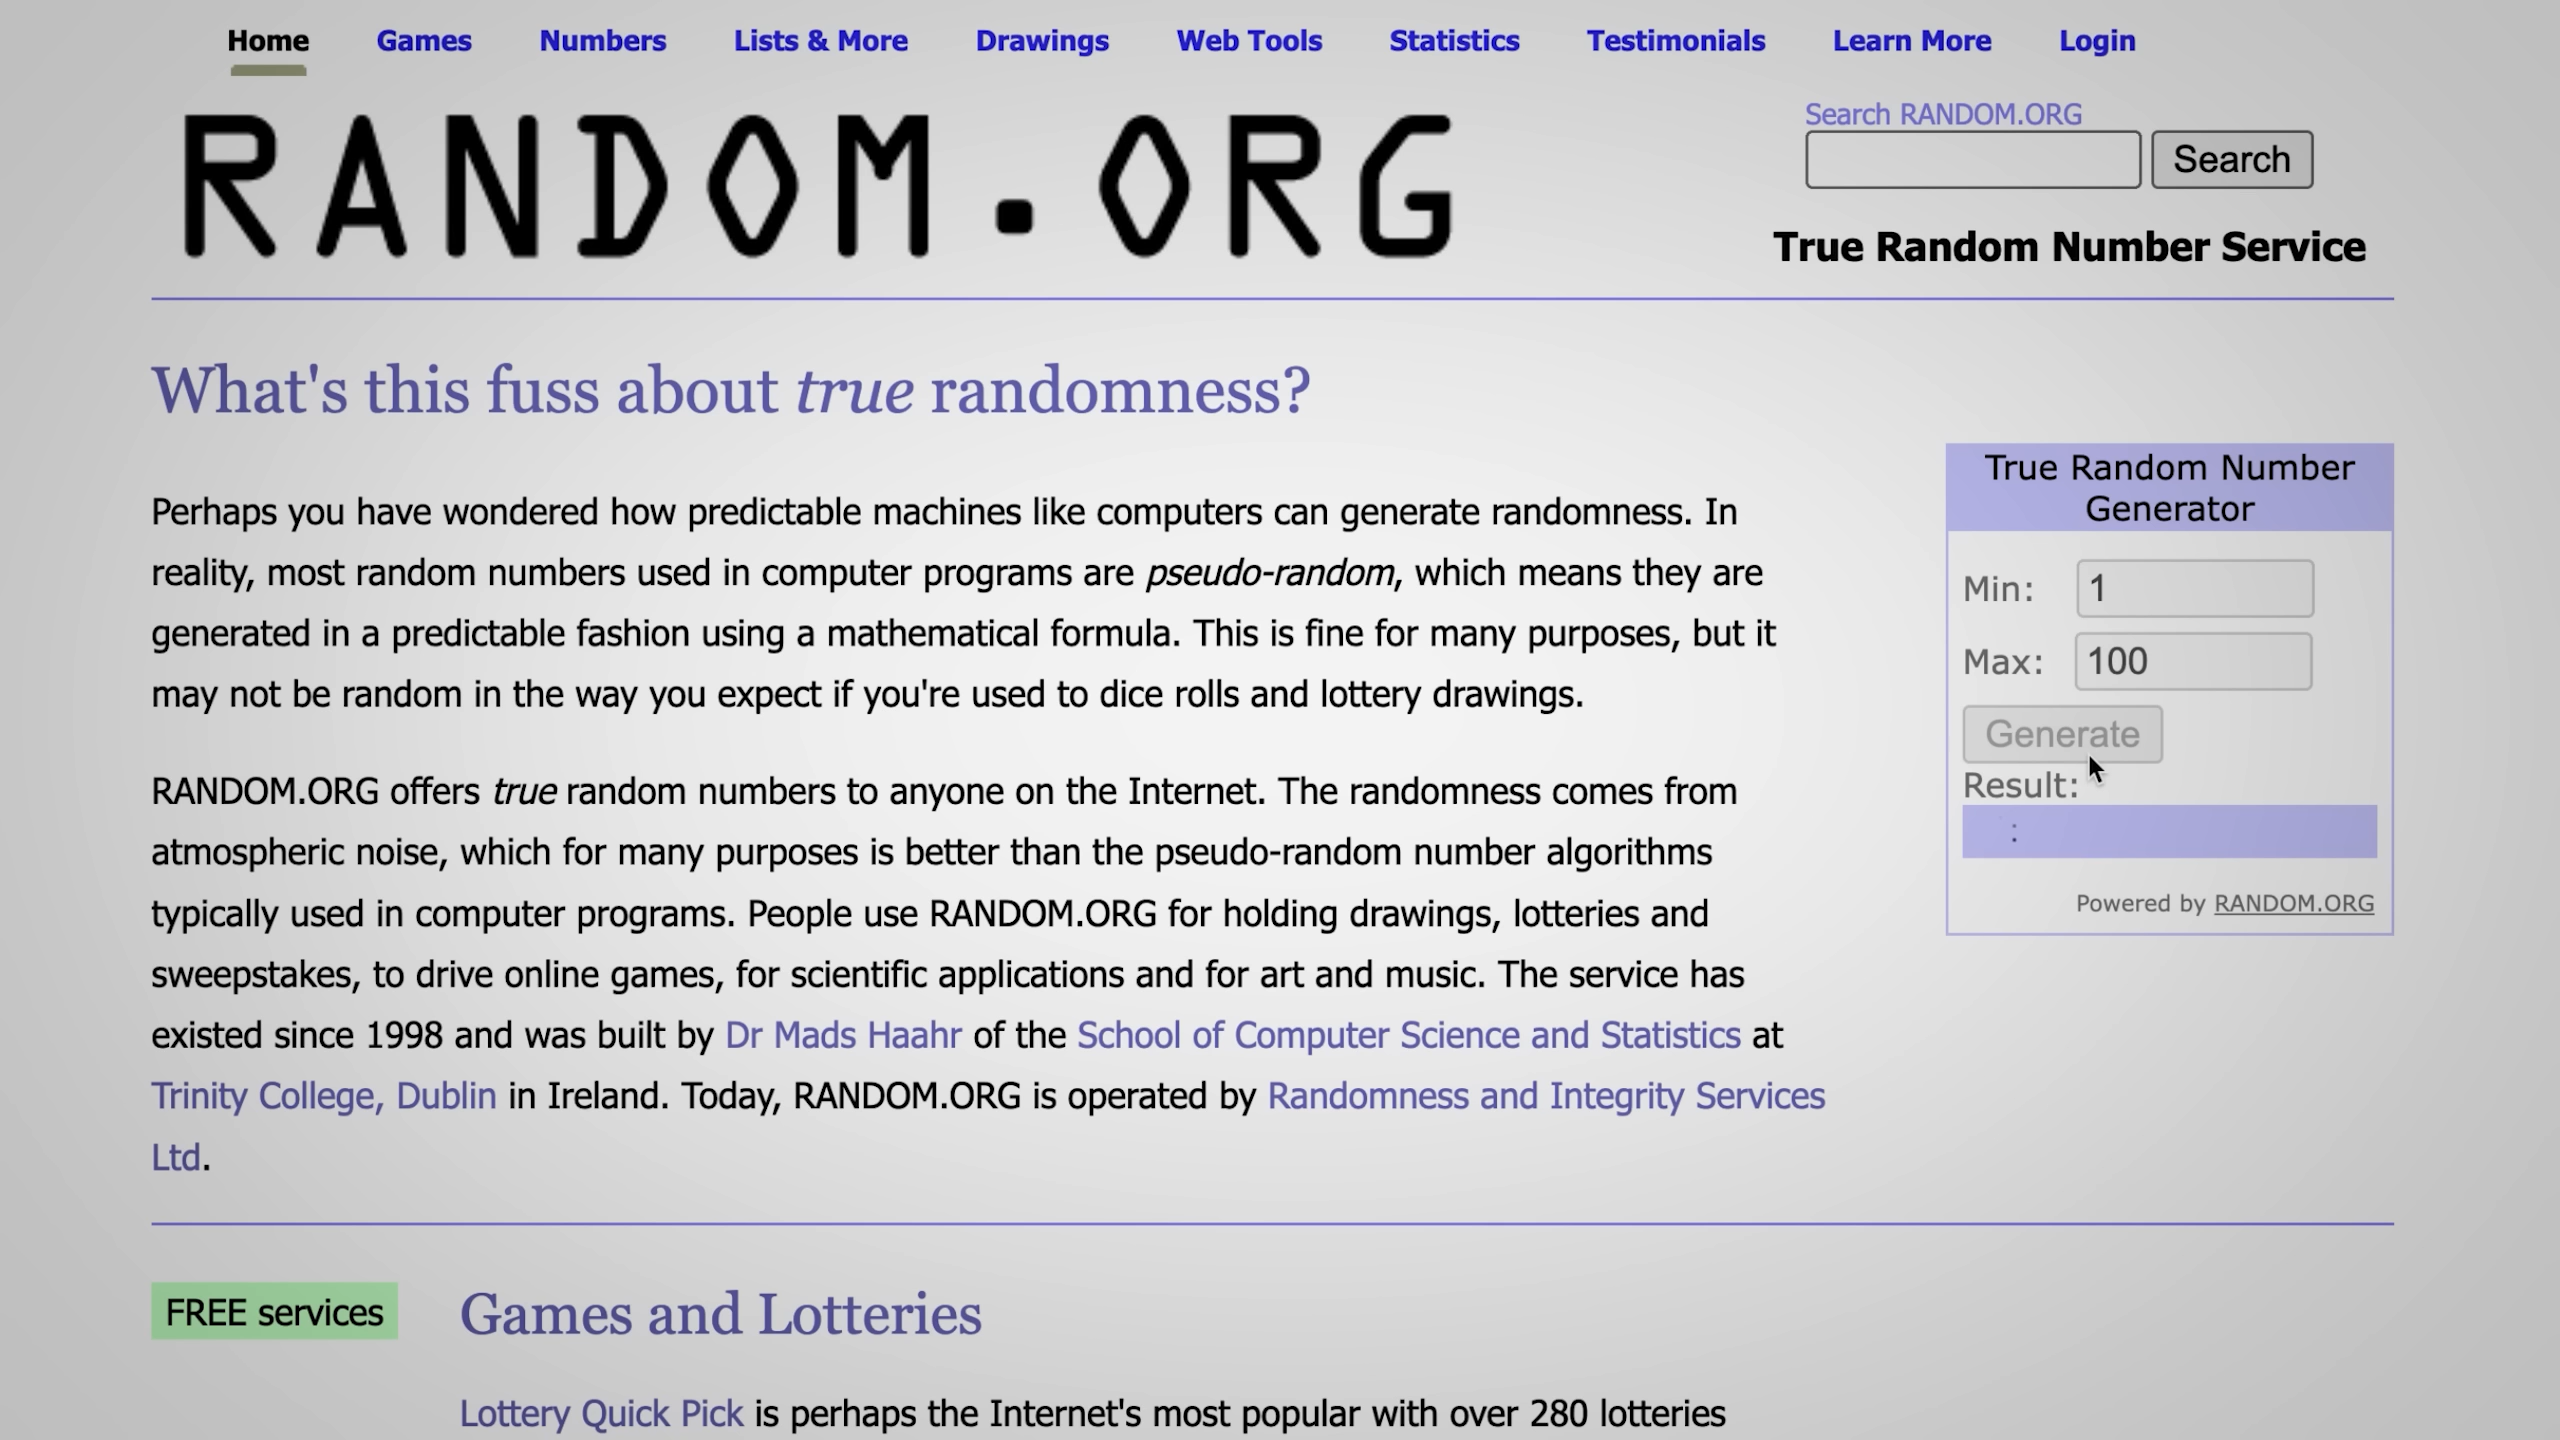 Home Games Numbers Lists & More Drawings Web Tools Statistics Testimonials Learn More Login
RANDOM.ORG
Search RANDOM.ORG
Search
True Random Number Service
What's this fuss about true randomness?
Perhaps you have wondered how predictable machines like computers can generate randomness. In
reality, most random numbers used in computer programs are pseudo-random, which means they are
generated in a predictable fashion using a mathematical formula. This is fine for many purposes, but it
may not be random in the way you expect if you're used to dice rolls and lottery drawings.
RANDOM.ORG offers true random numbers to anyone on the Internet. The randomness comes from
atmospheric noise, which for many purposes is better than the pseudo-random number algorithms
typically used in computer programs. People use RANDOM.ORG for holding drawings, lotteries and
sweepstakes, to drive online games, for scientific applications and for art and music. The service has
existed since 1998 and was built by Dr Mads Haahr of the School of Computer Science and Statistics at
Trinity College, Dublin in Ireland. Today, RANDOM.ORG is operated by Randomness and Integrity Services
Ltd.
True Random Number
Generator
Min: 1
Max: 100
Generate
Result:
:
Powered by RANDOM.ORG
FREE services
Games and Lotteries
Lottery Quick Pick is perhaps the Internet's most popular with over 280 lotteries